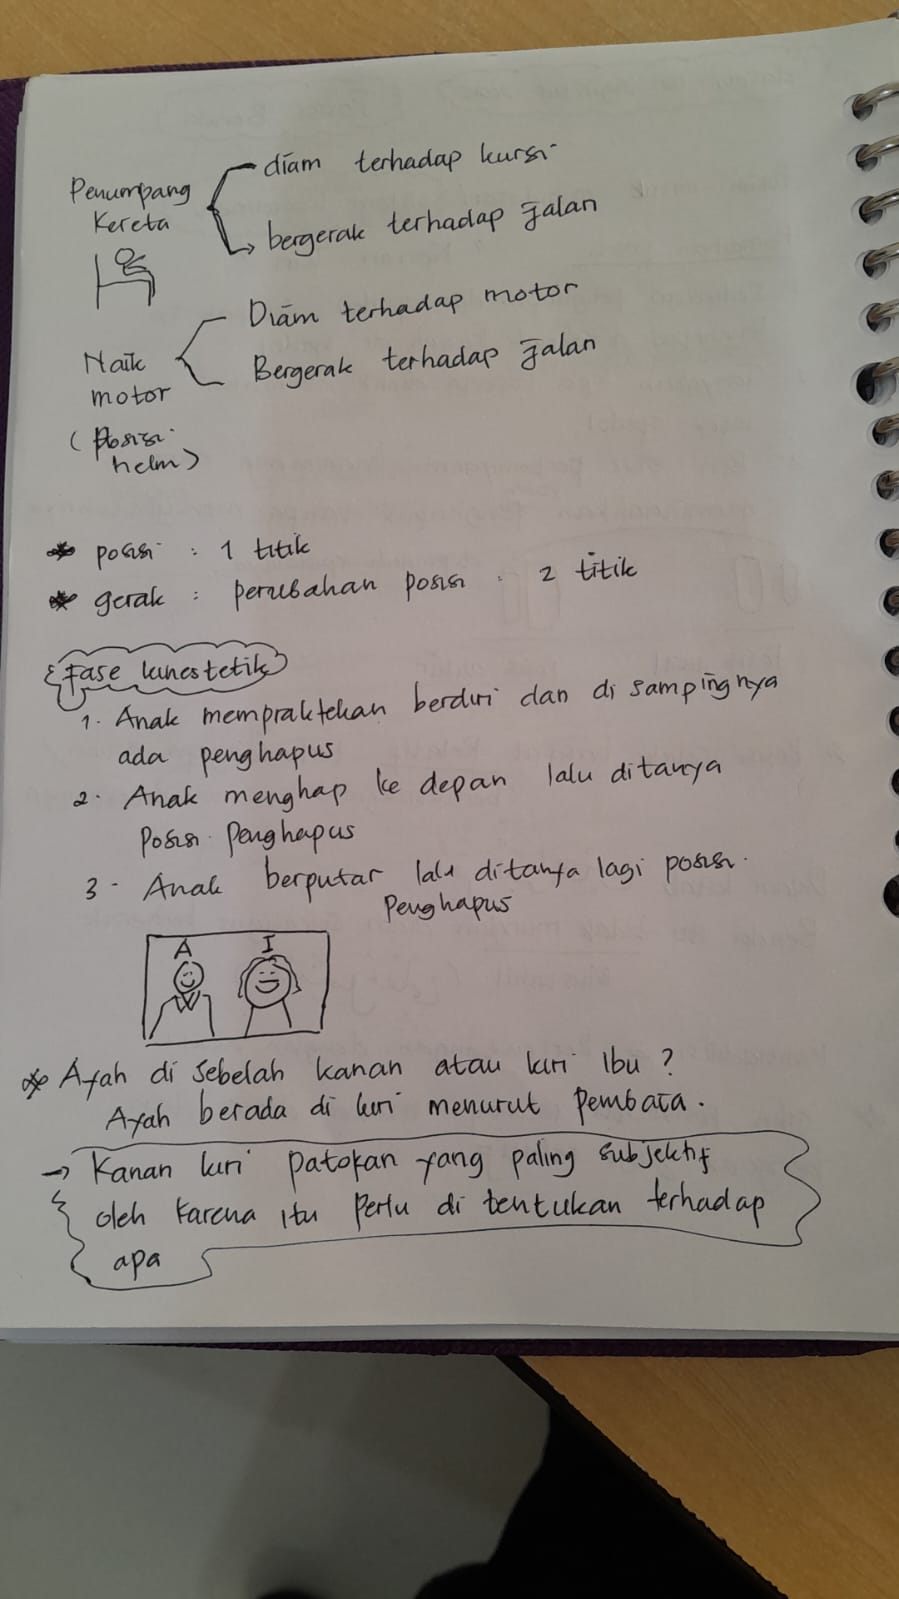 Penumpang
Kereta
diam terhadap kursi
bergerak terhadap jalan
Naik
motor
(posisi
helm)
Diam terhadap motor
Bergerak terhadap jalan
* posisi : 1 titik
* gerak : perubahan posisi : 2 titik
Fase kinestetik
1. Anak mempraktekan berdiri dan di sampingnya
ada penghapus
2. Anak menghap ke depan lalu ditanya
posisi penghapus
3 - Anak berputar lalu ditanya lagi posisi
Penghapus
A I
* Ayah di sebelah kanan atau kiri Ibu ?
Ayah berada di kiri menurut Pembaca.
→ Kanan kiri patokan yang paling subjektif
oleh karena itu perlu di tentukan terhadap
apa